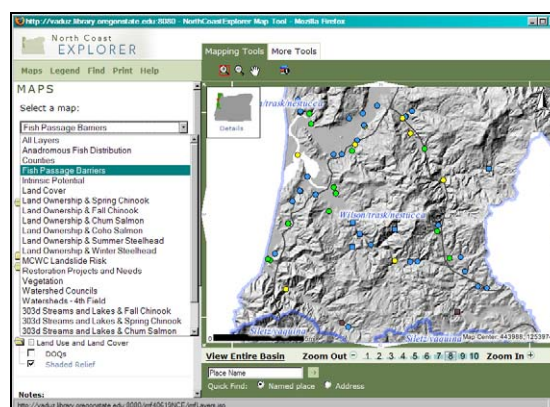 http://vaduz.library.oregonstate.edu:8080 - NorthCoastExplorer Map Tool - Mozilla Firefox
North Coast
EXPLORER
Maps Legend Find Print Help
Mapping Tools More Tools
MAPS
Select a map:
Fish Passage Barriers
All Layers
Anadromous Fish Distribution
Counties
Fish Passage Barriers
Intrinsic Potential
Land Cover
Land Ownership & Spring Chinook
Land Ownership & Fall Chinook
Land Ownership & Chum Salmon
Land Ownership & Coho Salmon
Land Ownership & Summer Steelhead
Land Ownership & Winter Steelhead
MCWC Landslide Risk
Restoration Projects and Needs
Vegetation
Watershed Councils
Watersheds - 4th Field
303d Streams and Lakes & Fall Chinook
303d Streams and Lakes & Spring Chinook
303d Streams and Lakes & Chum Salmon
Land Use and Land Cover
DOQs
Shaded Relief
Notes:
Details
/trask/nestucca
Wilson/trask/nestucca
Siletz/yaquina
Map Center: 443988, 125397
View Entire Basin Zoom Out 1 2 3 4 5 6 7 8 9 10 Zoom In
Place Name
Quick Find: Named place Address